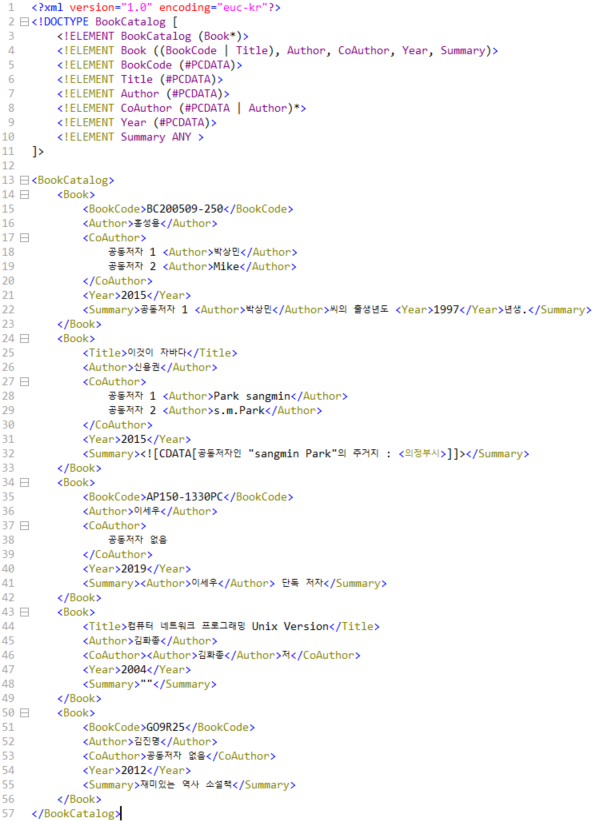 1 <?xml version="1.0" encoding="euc-kr"?>
2 <!DOCTYPE BookCatalog [
3     <!ELEMENT BookCatalog (Book*)>
4     <!ELEMENT Book ((BookCode | Title), Author, CoAuthor, Year, Summary)>
5     <!ELEMENT BookCode (#PCDATA)>
6     <!ELEMENT Title (#PCDATA)>
7     <!ELEMENT Author (#PCDATA)>
8     <!ELEMENT CoAuthor (#PCDATA | Author)*>
9     <!ELEMENT Year (#PCDATA)>
10     <!ELEMENT Summary ANY >
11 ]>
12
13 <BookCatalog>
14     <Book>
15         <BookCode>BC200509-250</BookCode>
16         <Author>홍성용</Author>
17         <CoAuthor>
18             공동저자 1 <Author>박상민</Author>
19             공동저자 2 <Author>Mike</Author>
20         </CoAuthor>
21         <Year>2015</Year>
22         <Summary>공동저자 1 <Author>박상민</Author>씨의 출생년도 <Year>1997</Year>년생.</Summary>
23     </Book>
24     <Book>
25         <Title>이것이 자바다</Title>
26         <Author>신용권</Author>
27         <CoAuthor>
28             공동저자 1 <Author>Park sangmin</Author>
29             공동저자 2 <Author>s.m.Park</Author>
30         </CoAuthor>
31         <Year>2015</Year>
32         <Summary><![CDATA[공동저자인 "sangmin Park"의 주거지 : <의정부시>]]></Summary>
33     </Book>
34     <Book>
35         <BookCode>AP150-1330PC</BookCode>
36         <Author>이세우</Author>
37         <CoAuthor>
38             공동저자 없음
39         </CoAuthor>
40         <Year>2019</Year>
41         <Summary><Author>이세우</Author> 단독 저자</Summary>
42     </Book>
43     <Book>
44         <Title>컴퓨터 네트워크 프로그래밍 Unix Version</Title>
45         <Author>김화종</Author>
46         <CoAuthor><Author>김화종</Author>저</CoAuthor>
47         <Year>2004</Year>
48         <Summary>""</Summary>
49     </Book>
50     <Book>
51         <BookCode>GO9R25</BookCode>
52         <Author>김진명</Author>
53         <CoAuthor>공동저자 없음</CoAuthor>
54         <Year>2012</Year>
55         <Summary>재미있는 역사 소설책</Summary>
56     </Book>
57 </BookCatalog>